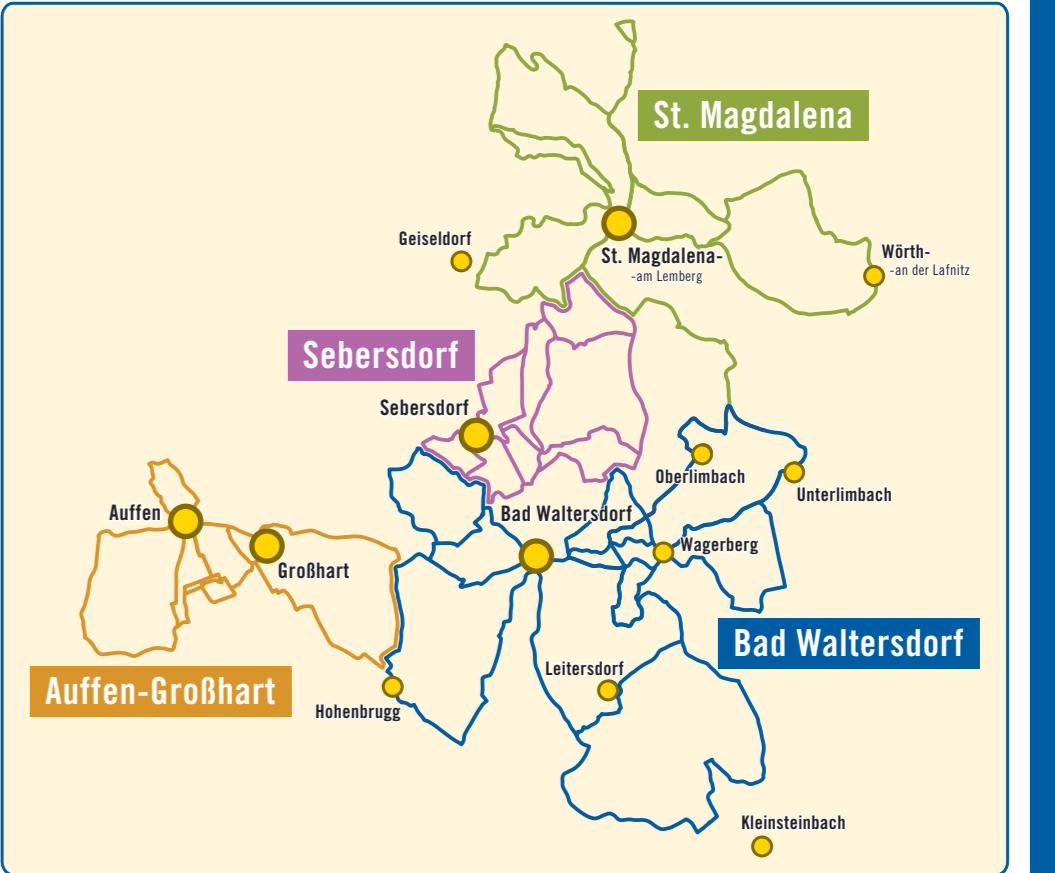 St. Magdalena
Geiseldorf
St. Magdalena-
-am Lemberg
Wörth-
-an der Lafnitz
Sebersdorf
Sebersdorf
Oberlimbach
Unterlimbach
Auffen
Bad Waltersdorf
Wagerberg
Großhart
Bad Waltersdorf
Leitersdorf
Auffen-Großhart
Hohenbrugg
Kleinsteinbach